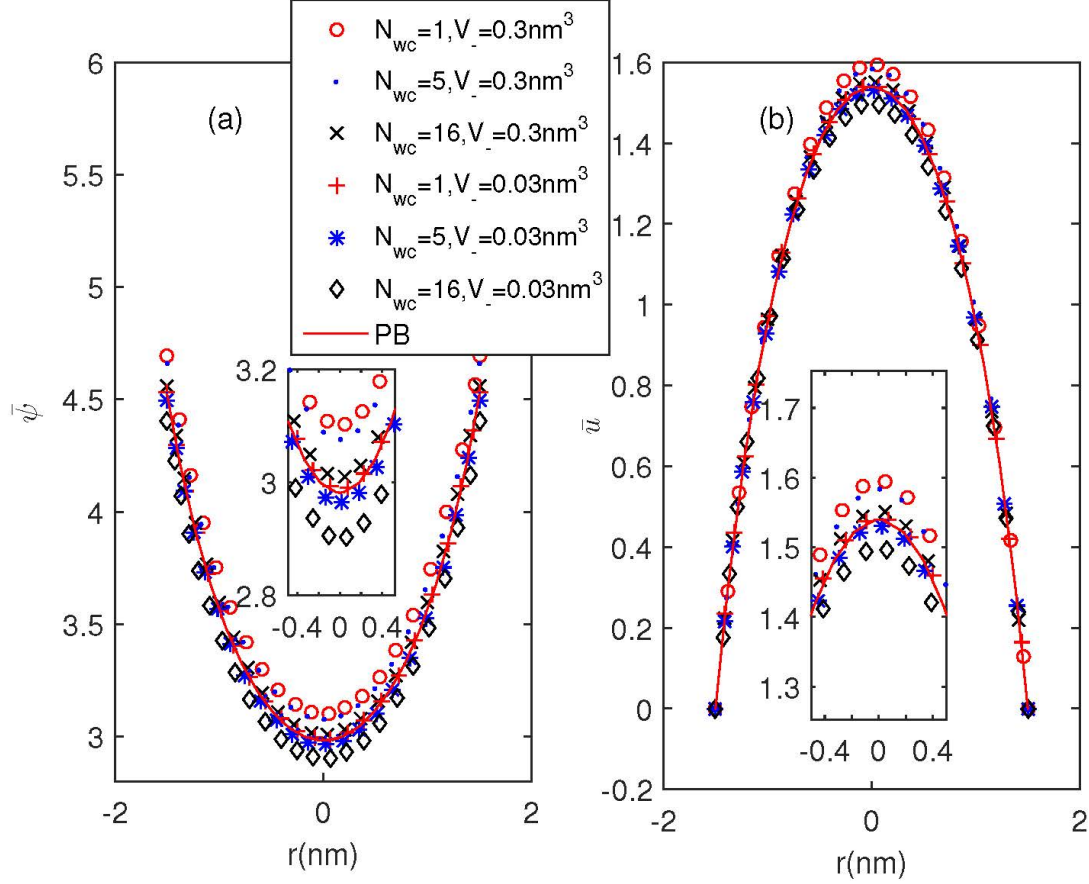 N_wc=1,V_-=0.3nm^3
N_wc=5,V_-=0.3nm^3
N_wc=16,V_-=0.3nm^3
N_wc=1,V_-=0.03nm^3
N_wc=5,V_-=0.03nm^3
N_wc=16,V_-=0.03nm^3
PB
(a)
6
5.5
5
4.5
4
3.5
3
ψ̄
-2
0
2
r(nm)
3.2
3
2.8
-0.4
0
0.4
(b)
1.6
1.4
1.2
1
0.8
0.6
0.4
0.2
0
-0.2
ū
-2
0
2
r(nm)
1.7
1.6
1.5
1.4
1.3
-0.4
0
0.4